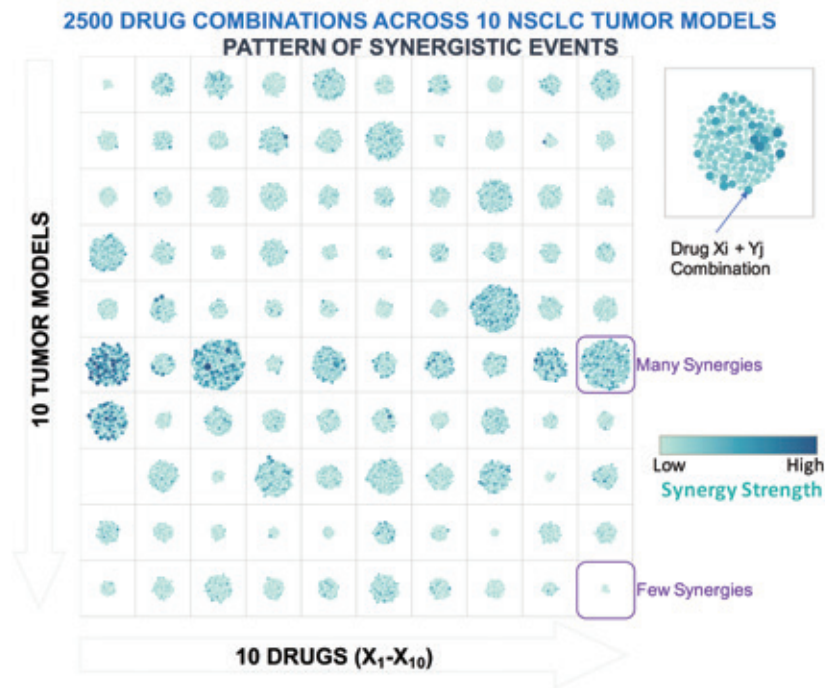 2500 DRUG COMBINATIONS ACROSS 10 NSCLC TUMOR MODELS
PATTERN OF SYNERGISTIC EVENTS
10 TUMOR MODELS
Drug Xi + Yj
Combination
Many Synergies
Low High
Synergy Strength
Few Synergies
10 DRUGS (X₁-X₁₀)